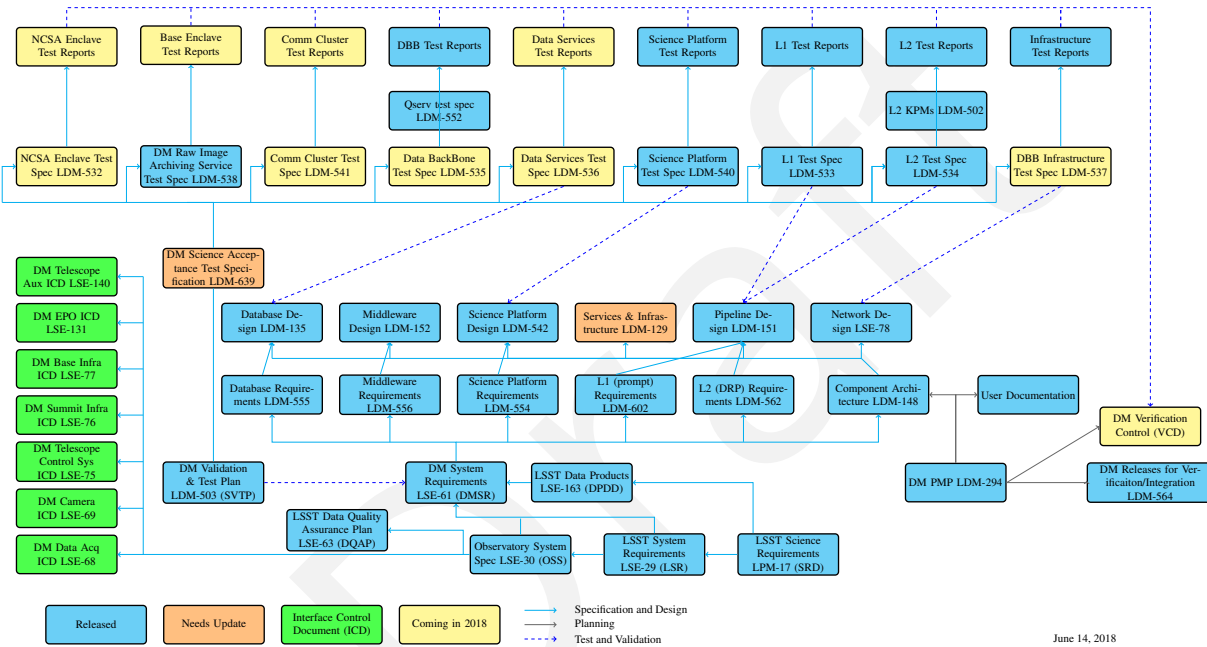 NCSA Enclave
Test Reports
Base Enclave
Test Reports
Comm Cluster
Test Reports
DBB Test Reports
Data Services
Test Reports
Science Platform
Test Reports
L1 Test Reports
L2 Test Reports
Infrastructure
Test Reports
Qserv test spec
LDM-552
L2 KPMs LDM-502
NCSA Enclave Test
Spec LDM-532
DM Raw Image
Archiving Service
Test Spec LDM-538
Comm Cluster Test
Spec LDM-541
Data BackBone
Test Spec LDM-535
Data Services Test
Spec LDM-536
Science Platform
Test Spec LDM-540
L1 Test Spec
LDM-533
L2 Test Spec
LDM-534
DBB Infrastructure
Test Spec LDM-537
DM Science Accep-
tance Test Speci-
fication LDM-639
DM Telescope
Aux ICD LSE-140
DM EPO ICD
LSE-131
DM Base Infra
ICD LSE-77
DM Summit Infra
ICD LSE-76
DM Telescope
Control Sys
ICD LSE-75
DM Camera
ICD LSE-69
DM Data Acq
ICD LSE-68
Database De-
sign LDM-135
Middleware
Design LDM-152
Science Platform
Design LDM-542
Services & Infras-
tructure LDM-129
Pipeline De-
sign LDM-151
Network De-
sign LSE-78
Database Require-
ments LDM-555
Middleware
Requirements
LDM-556
Science Platform
Requirements
LDM-554
L1 (prompt)
Requirements
LDM-602
L2 (DRP) Require-
ments LDM-562
Component Ar-
chitecture LDM-148
User Documentation
DM Verification
Control (VCD)
DM Validation
& Test Plan
LDM-503 (SVTP)
DM System
Requirements
LSE-61 (DMSR)
LSST Data Products
LSE-163 (DPDD)
DM PMP LDM-294
DM Releases for Ver-
ificaiton/Integration
LDM-564
LSST Data Quality
Assurance Plan
LSE-63 (DQAP)
Observatory System
Spec LSE-30 (OSS)
LSST System
Requirements
LSE-29 (LSR)
LSST Science
Requirements
LPM-17 (SRD)
Released
Needs Update
Interface Control
Document (ICD)
Coming in 2018
Specification and Design
Planning
Test and Validation
June 14, 2018
Draft